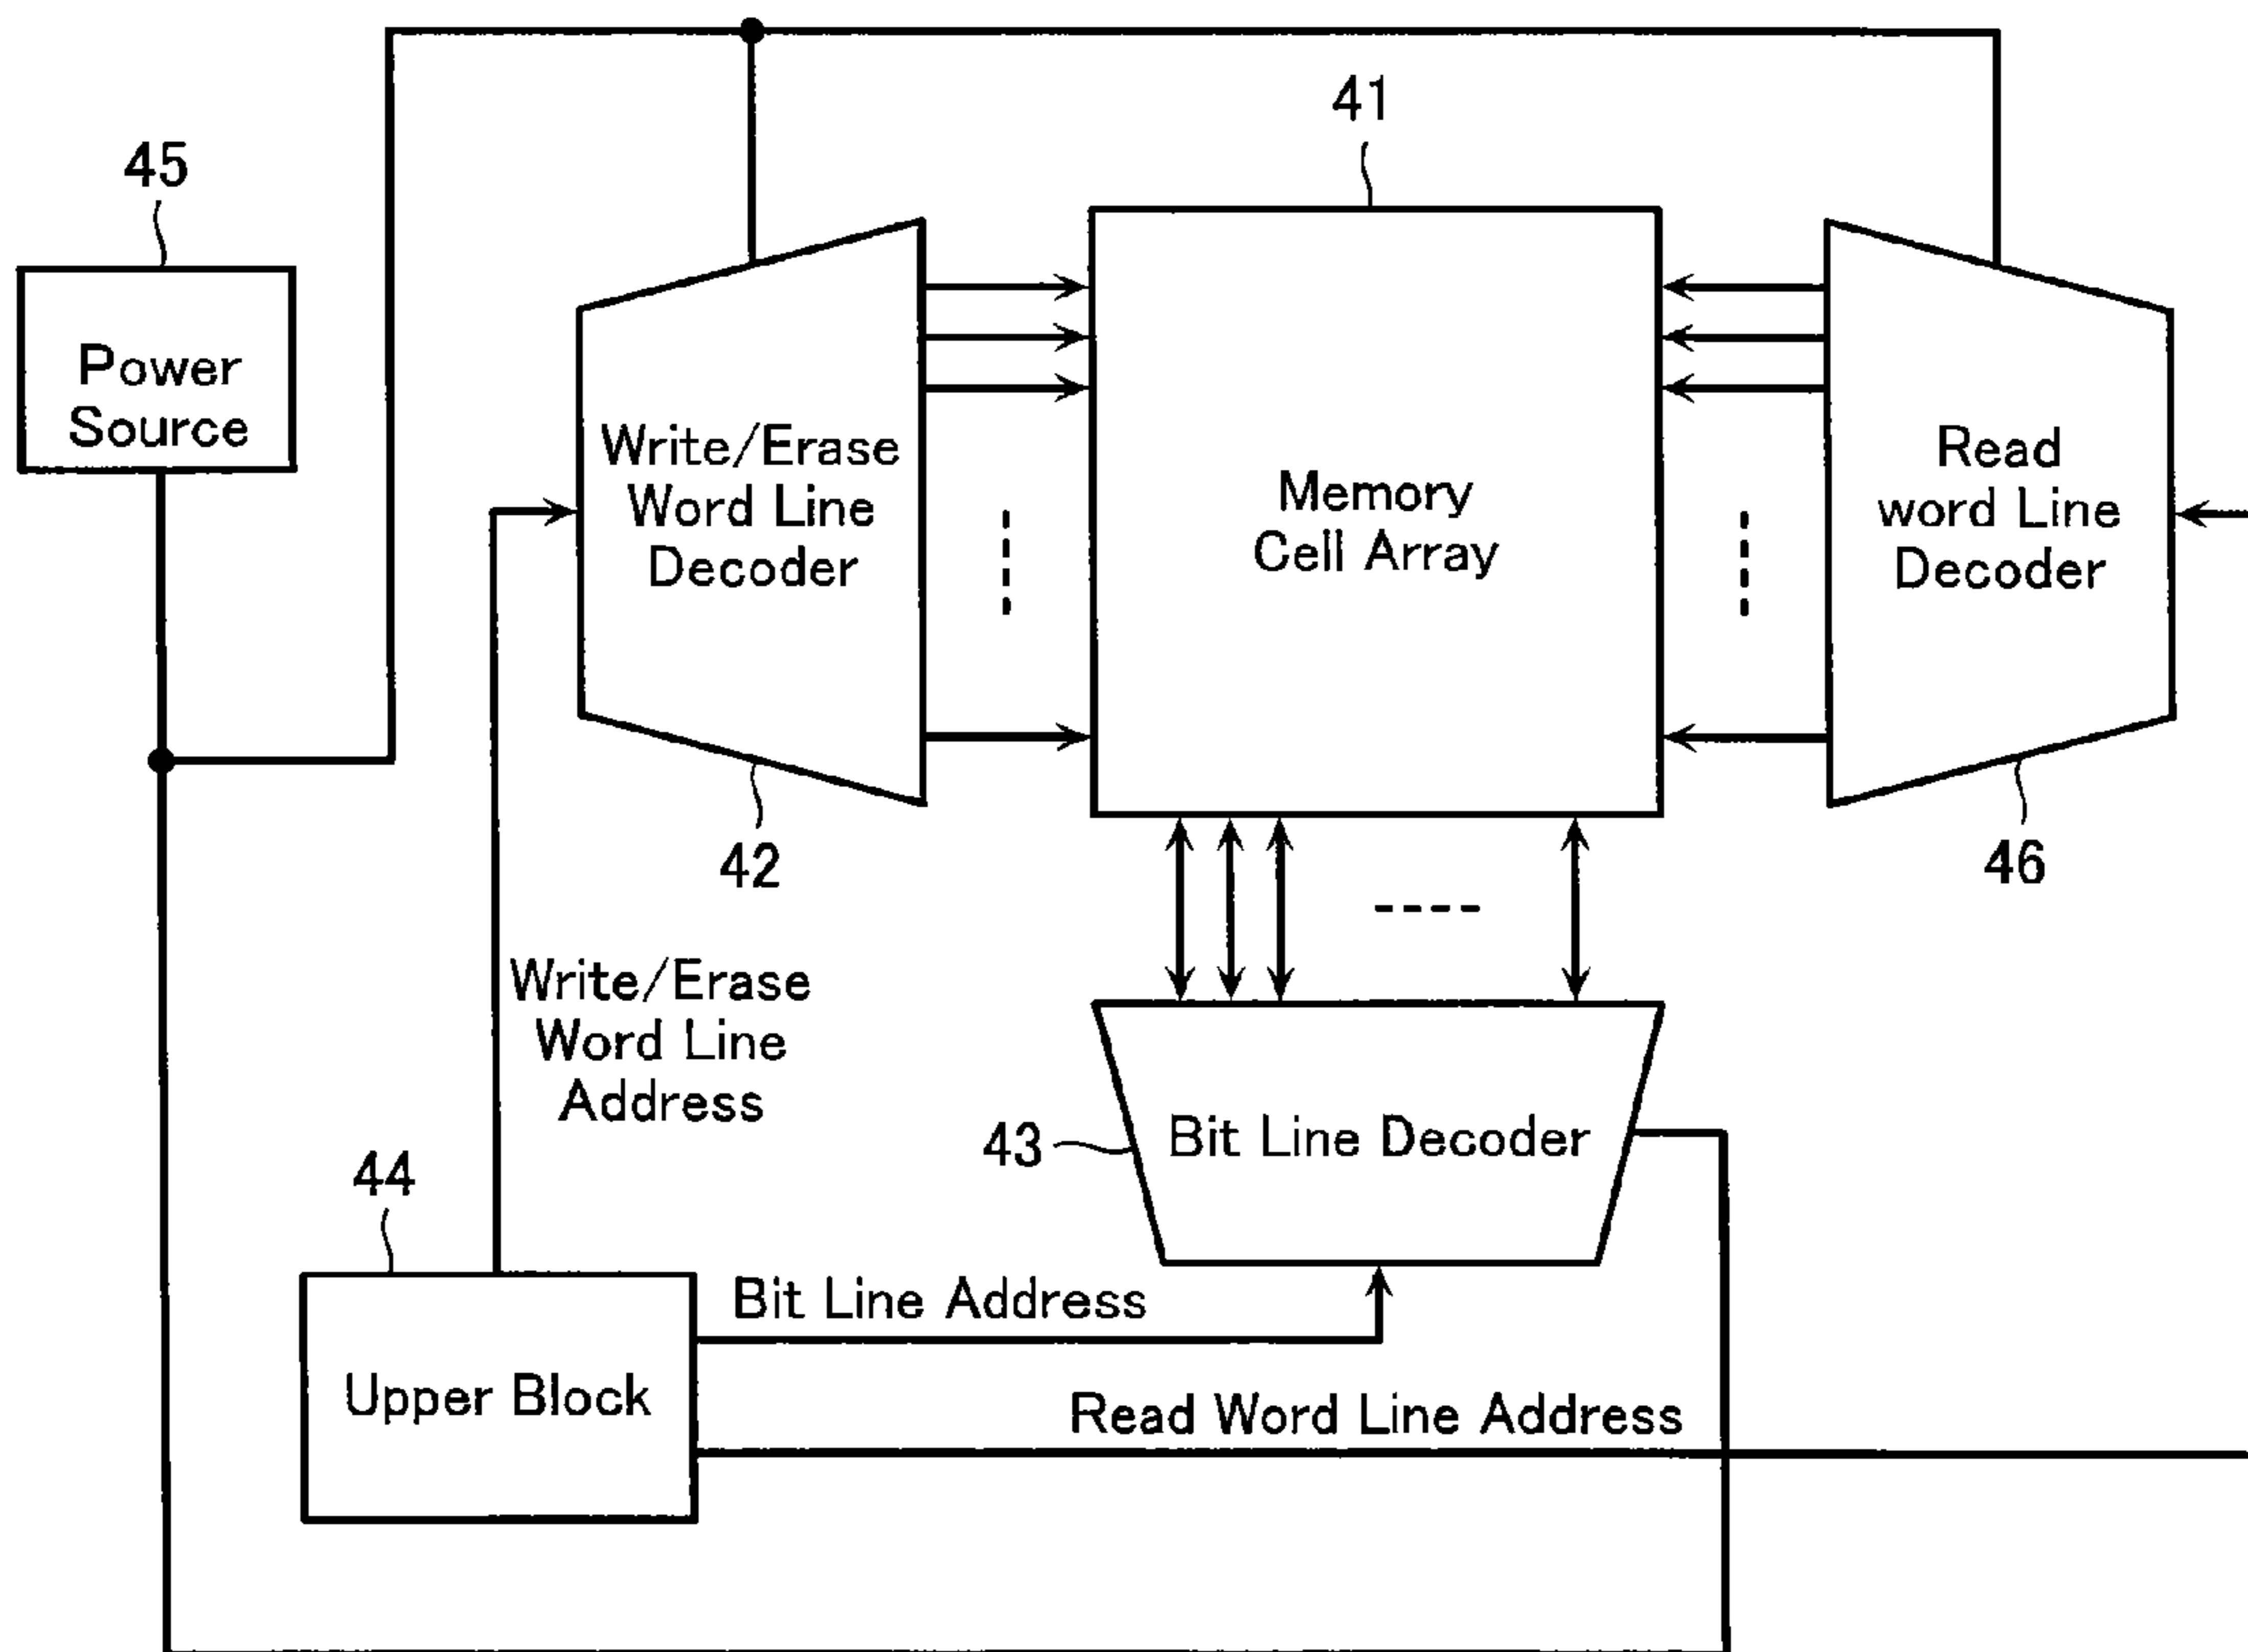 41
45
Power
Source
Write/Erase
Word Line
Decoder
Memory
Cell Array
Read
word Line
Decoder
42
46
Write/Erase
Word Line
Address
43
Bit Line Decoder
44
Bit Line Address
Upper Block
Read Word Line Address